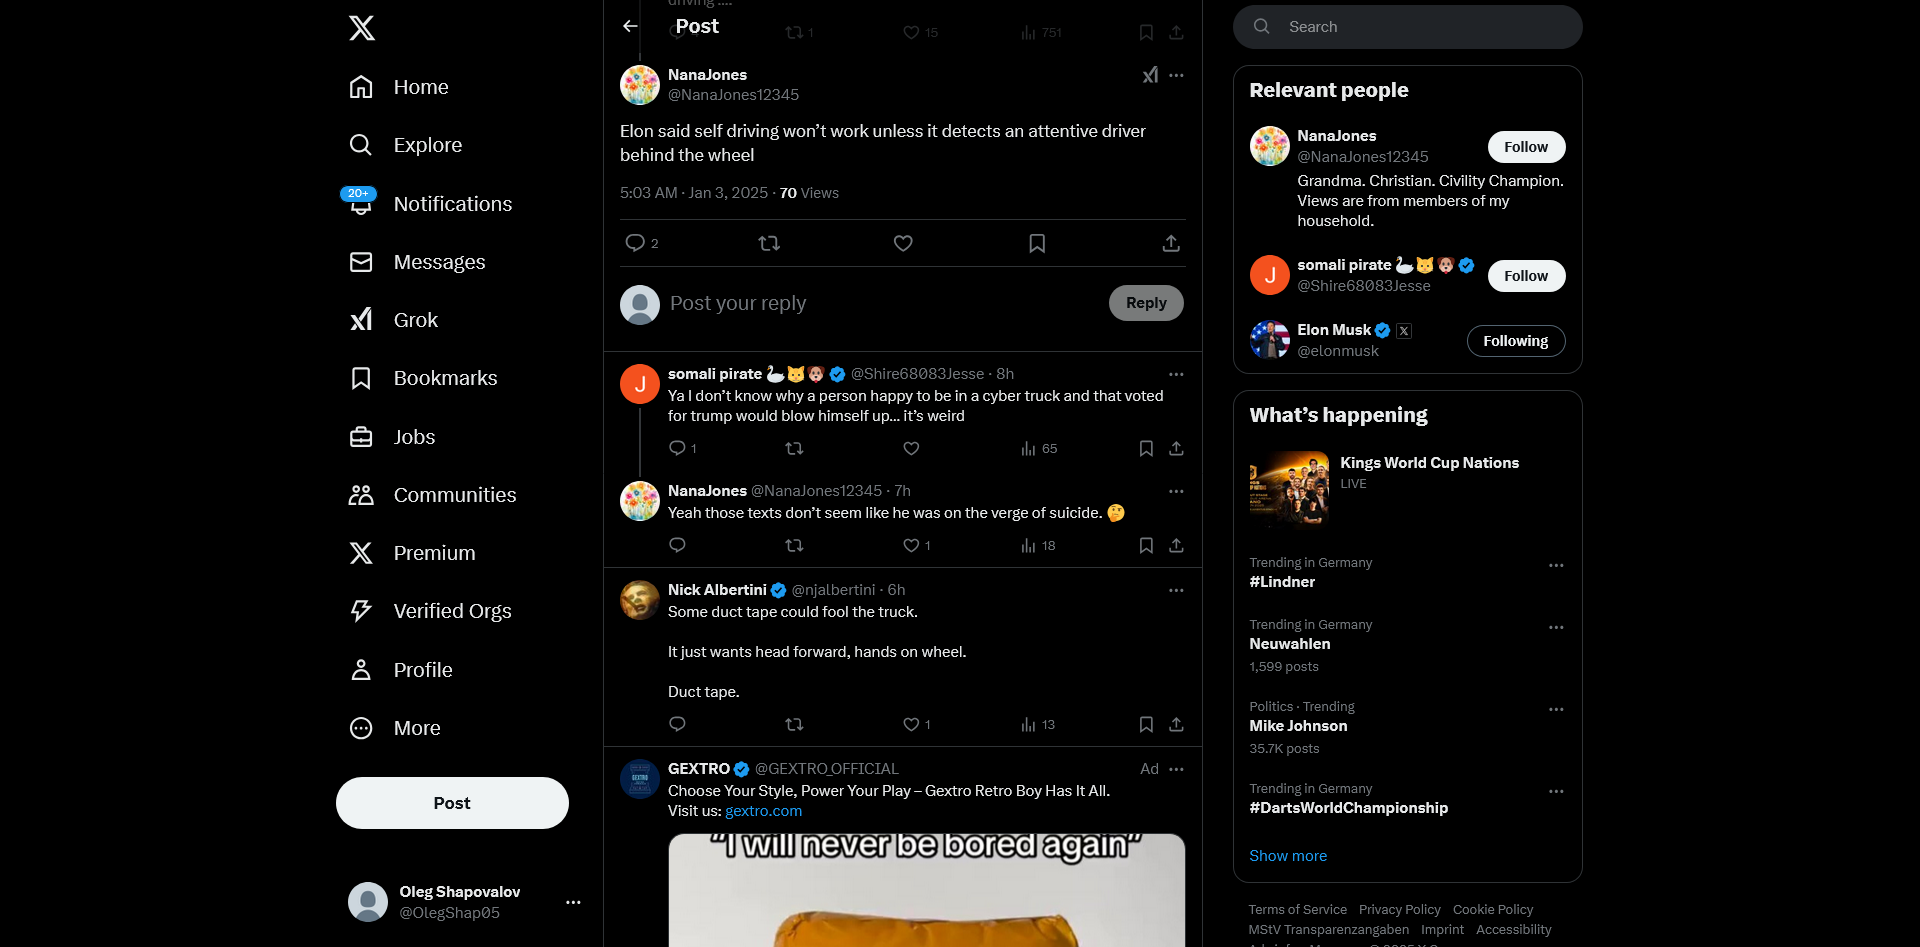 Home
Explore
20+
Notifications
Messages
Grok
Bookmarks
Jobs
Communities
Premium
Verified Orgs
Profile
More
Post
Oleg Shapovalov
@OlegShap05
Post
1
15
751
NanaJones
@NanaJones12345
Elon said self driving won’t work unless it detects an attentive driver
behind the wheel
5:03 AM · Jan 3, 2025 · 70 Views
2
Post your reply
Reply
somali pirate @Shire68083Jesse · 8h
Ya I don’t know why a person happy to be in a cyber truck and that voted
for trump would blow himself up... it’s weird
1
65
NanaJones @NanaJones12345 · 7h
Yeah those texts don’t seem like he was on the verge of suicide. 🤔
1
18
Nick Albertini @njalbertini · 6h
Some duct tape could fool the truck.
It just wants head forward, hands on wheel.
Duct tape.
1
13
GEXTRO @GEXTRO_OFFICIAL
Ad
Choose Your Style, Power Your Play – Gextro Retro Boy Has It All.
Visit us: gextro.com
“I will never be bored again”
Search
Relevant people
NanaJones
@NanaJones12345
Follow
Grandma. Christian. Civility Champion.
Views are from members of my
household.
somali pirate
@Shire68083Jesse
Follow
Elon Musk
@elonmusk
Following
What’s happening
Kings World Cup Nations
LIVE
Trending in Germany
#Lindner
Trending in Germany
Neuwahlen
1,599 posts
Politics · Trending
Mike Johnson
35.7K posts
Trending in Germany
#DartsWorldChampionship
Show more
Terms of Service Privacy Policy Cookie Policy
MStV Transparenzangaben Imprint Accessibility